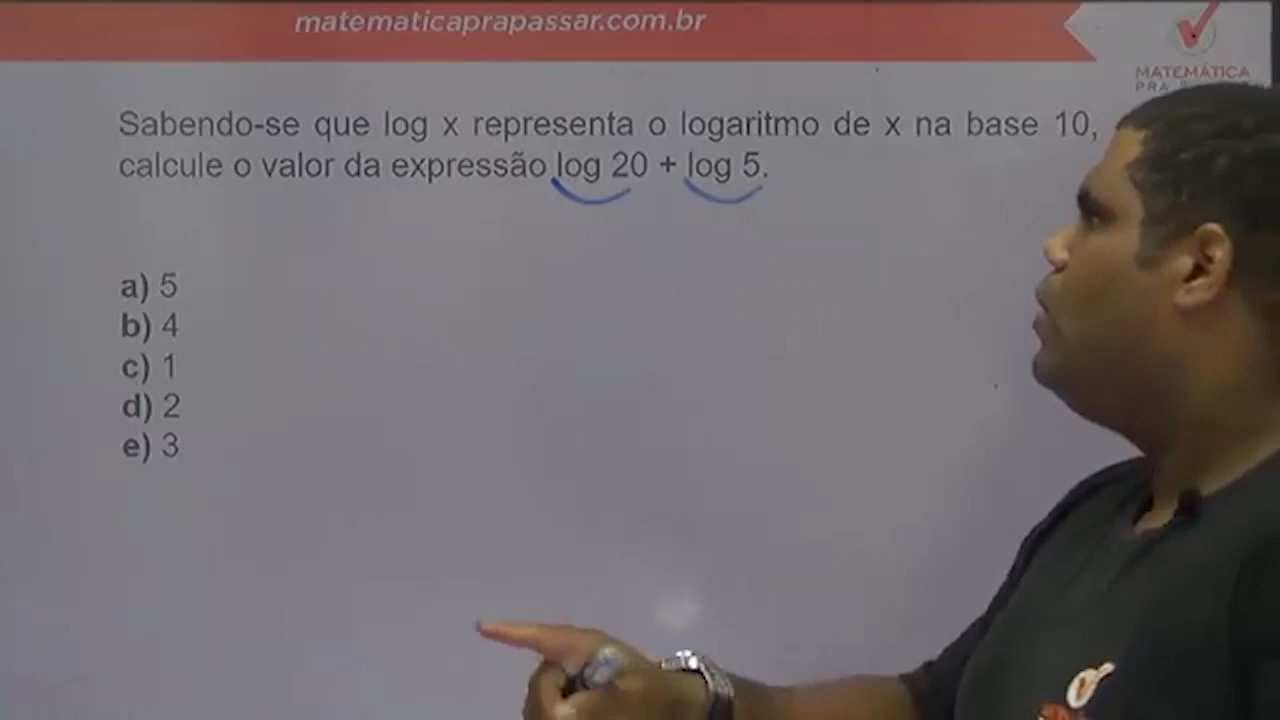 matematicaprapassar.com.br
MATEMÁTICA
PRA
Sabendo-se que log x representa o logaritmo de x na base 10,
calcule o valor da expressão log 20 + log 5.
a) 5
b) 4
c) 1
d) 2
e) 3